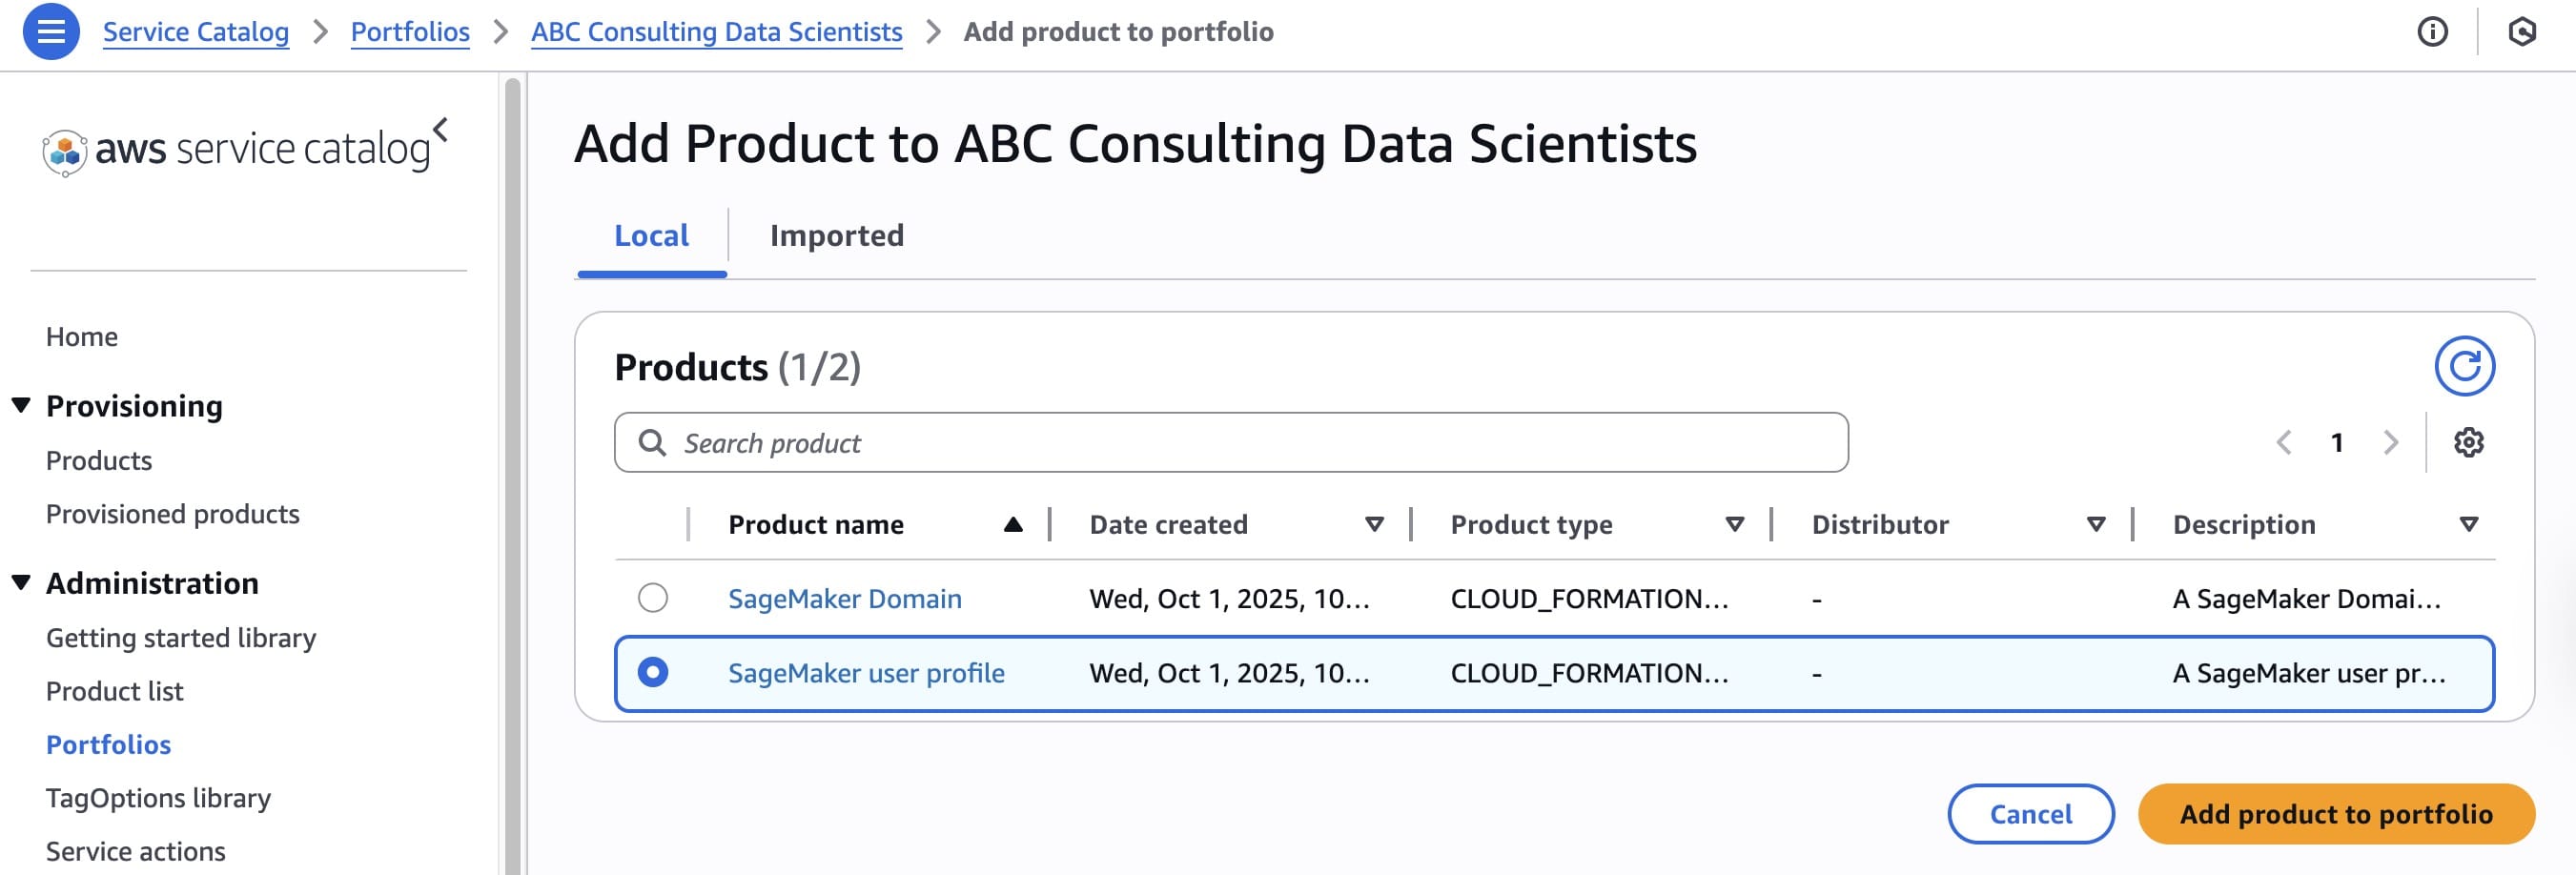 Service Catalog > Portfolios > ABC Consulting Data Scientists > Add product to portfolio
aws service catalog
Home
Provisioning
Products
Provisioned products
Administration
Getting started library
Product list
Portfolios
TagOptions library
Service actions
Add Product to ABC Consulting Data Scientists
Local Imported
Products (1/2)
Search product
1
Product name Date created Product type Distributor Description
SageMaker Domain Wed, Oct 1, 2025, 10... CLOUD_FORMATION... - A SageMaker Domai...
SageMaker user profile Wed, Oct 1, 2025, 10... CLOUD_FORMATION... - A SageMaker user pr...
Cancel Add product to portfolio